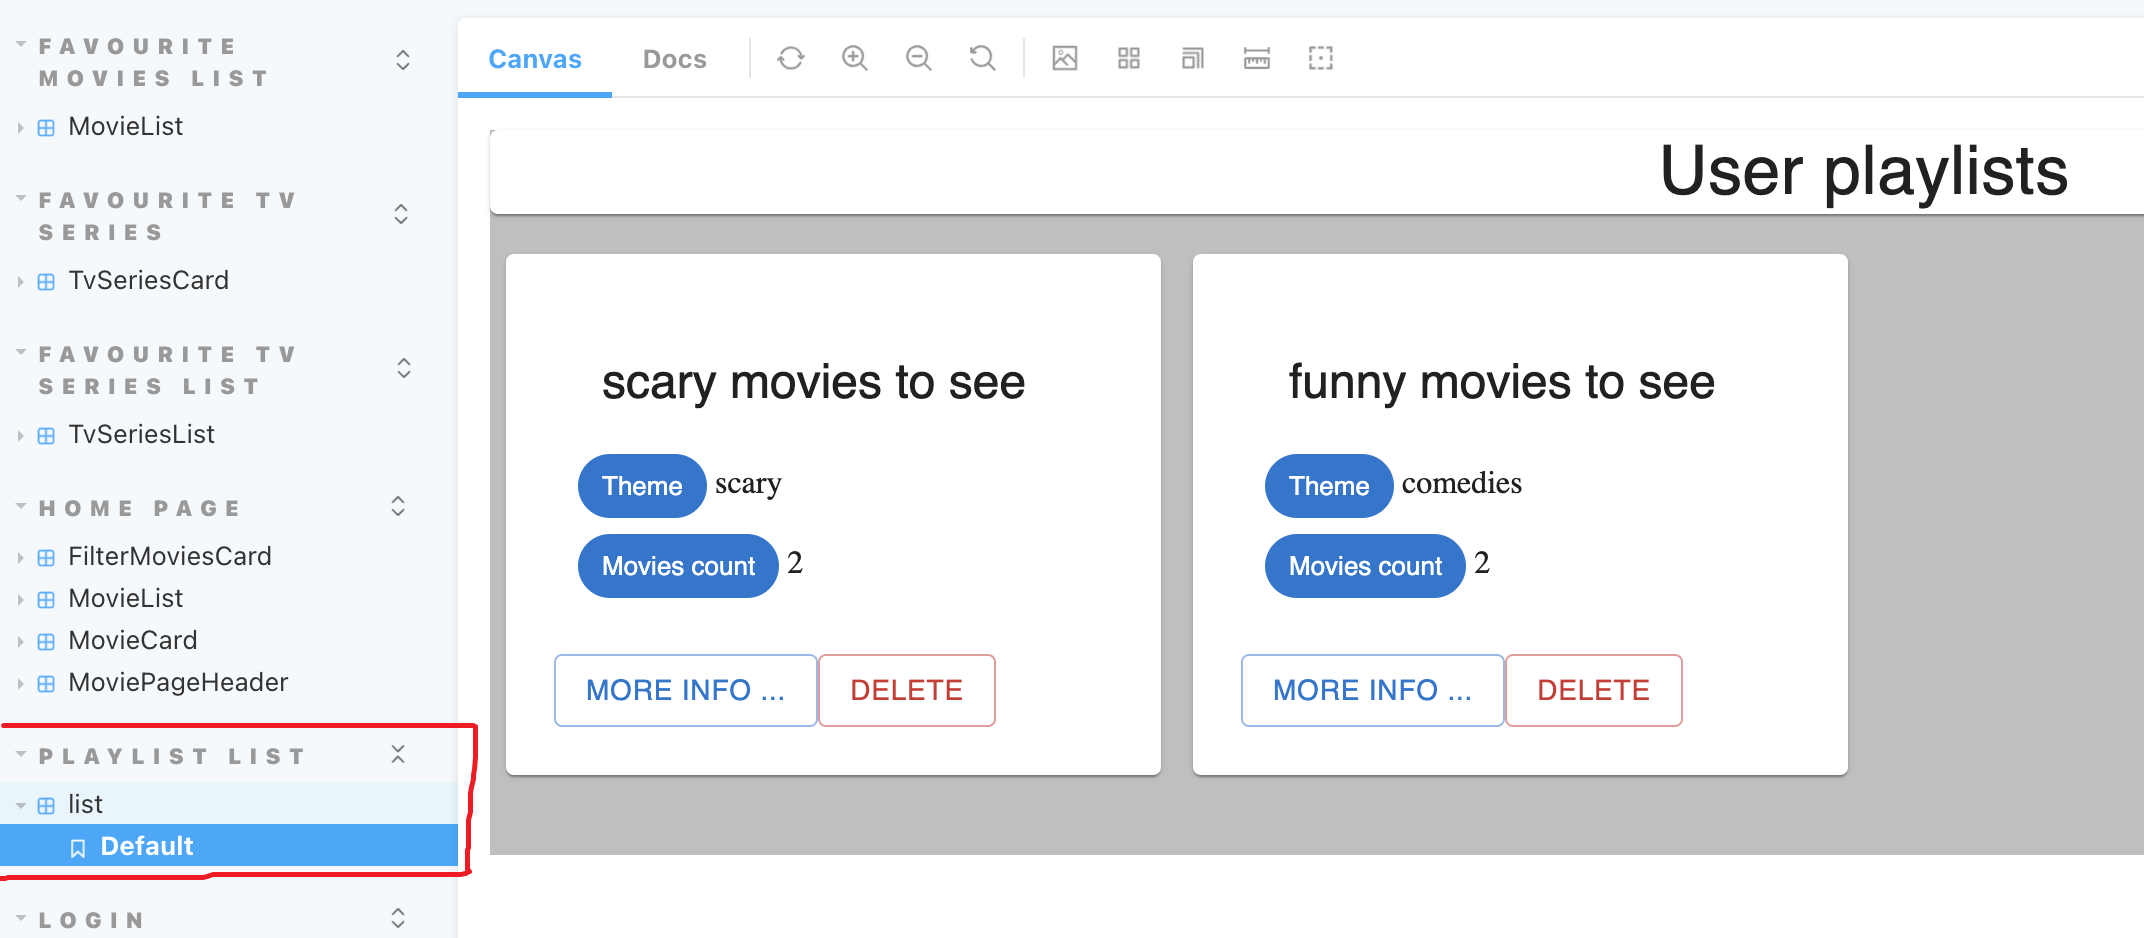 FAVOURITE
MOVIES LIST
MovieList
FAVOURITE TV
SERIES
TvSeriesCard
FAVOURITE TV
SERIES LIST
TvSeriesList
HOME PAGE
FilterMoviesCard
MovieList
MovieCard
MoviePageHeader
PLAYLIST LIST
list
Default
LOGIN
Canvas Docs
User playlists
scary movies to see
Theme scary
Movies count 2
MORE INFO ... DELETE
funny movies to see
Theme comedies
Movies count 2
MORE INFO ... DELETE